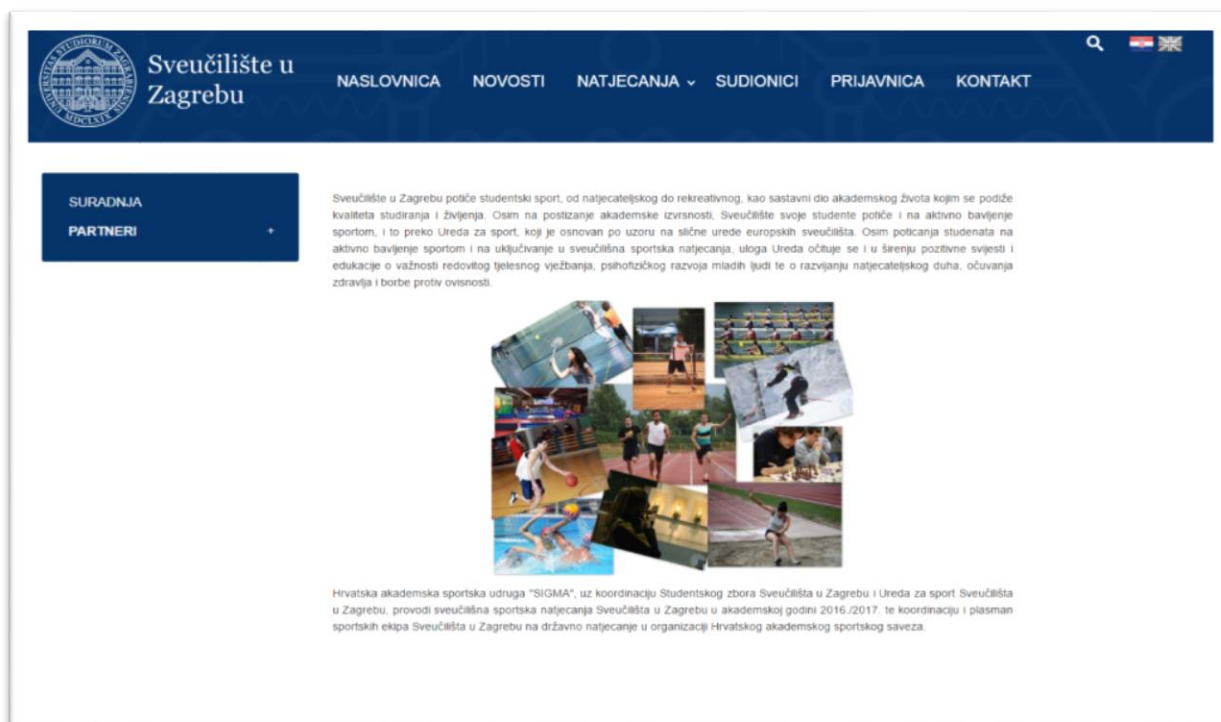 Sveučilište u
Zagrebu
NASLOVNICA NOVOSTI NATJECANJA SUDIONICI PRIJAVNICA KONTAKT
SURADNJA
PARTNERI +
Sveučilište u Zagrebu potiče studentski sport, od natjecateljskog do rekreativnog, kao sastavni dio akademskog života kojim se podiže
kvaliteta studiranja i življenja. Osim na postizanje akademske izvrsnosti, Sveučilište svoje studente potiče i na aktivno bavljenje
sportom, i to preko Ureda za sport, koji je osnovan po uzoru na slične urede europskih sveučilišta. Osim poticanja studenata na
aktivno bavljenje sportom i na uključivanje u sveučilišna sportska natjecanja, uloga Ureda očituje se i u širenju pozitivne svijesti i
edukacije o važnosti redovitog tjelesnog vježbanja, psihofizičkog razvoja mladih ljudi te o razvijanju natjecateljskog duha, očuvanja
zdravlja i borbe protiv ovisnosti.
Hrvatska akademska sportska udruga "SIGMA", uz koordinaciju Studentskog zbora Sveučilišta u Zagrebu i Ureda za sport Sveučilišta
u Zagrebu, provodi sveučilišna sportska natjecanja Sveučilišta u Zagrebu u akademskoj godini 2016./2017. te koordinaciju i plasman
sportskih ekipa Sveučilišta u Zagrebu na državno natjecanje u organizaciji Hrvatskog akademskog sportskog saveza.